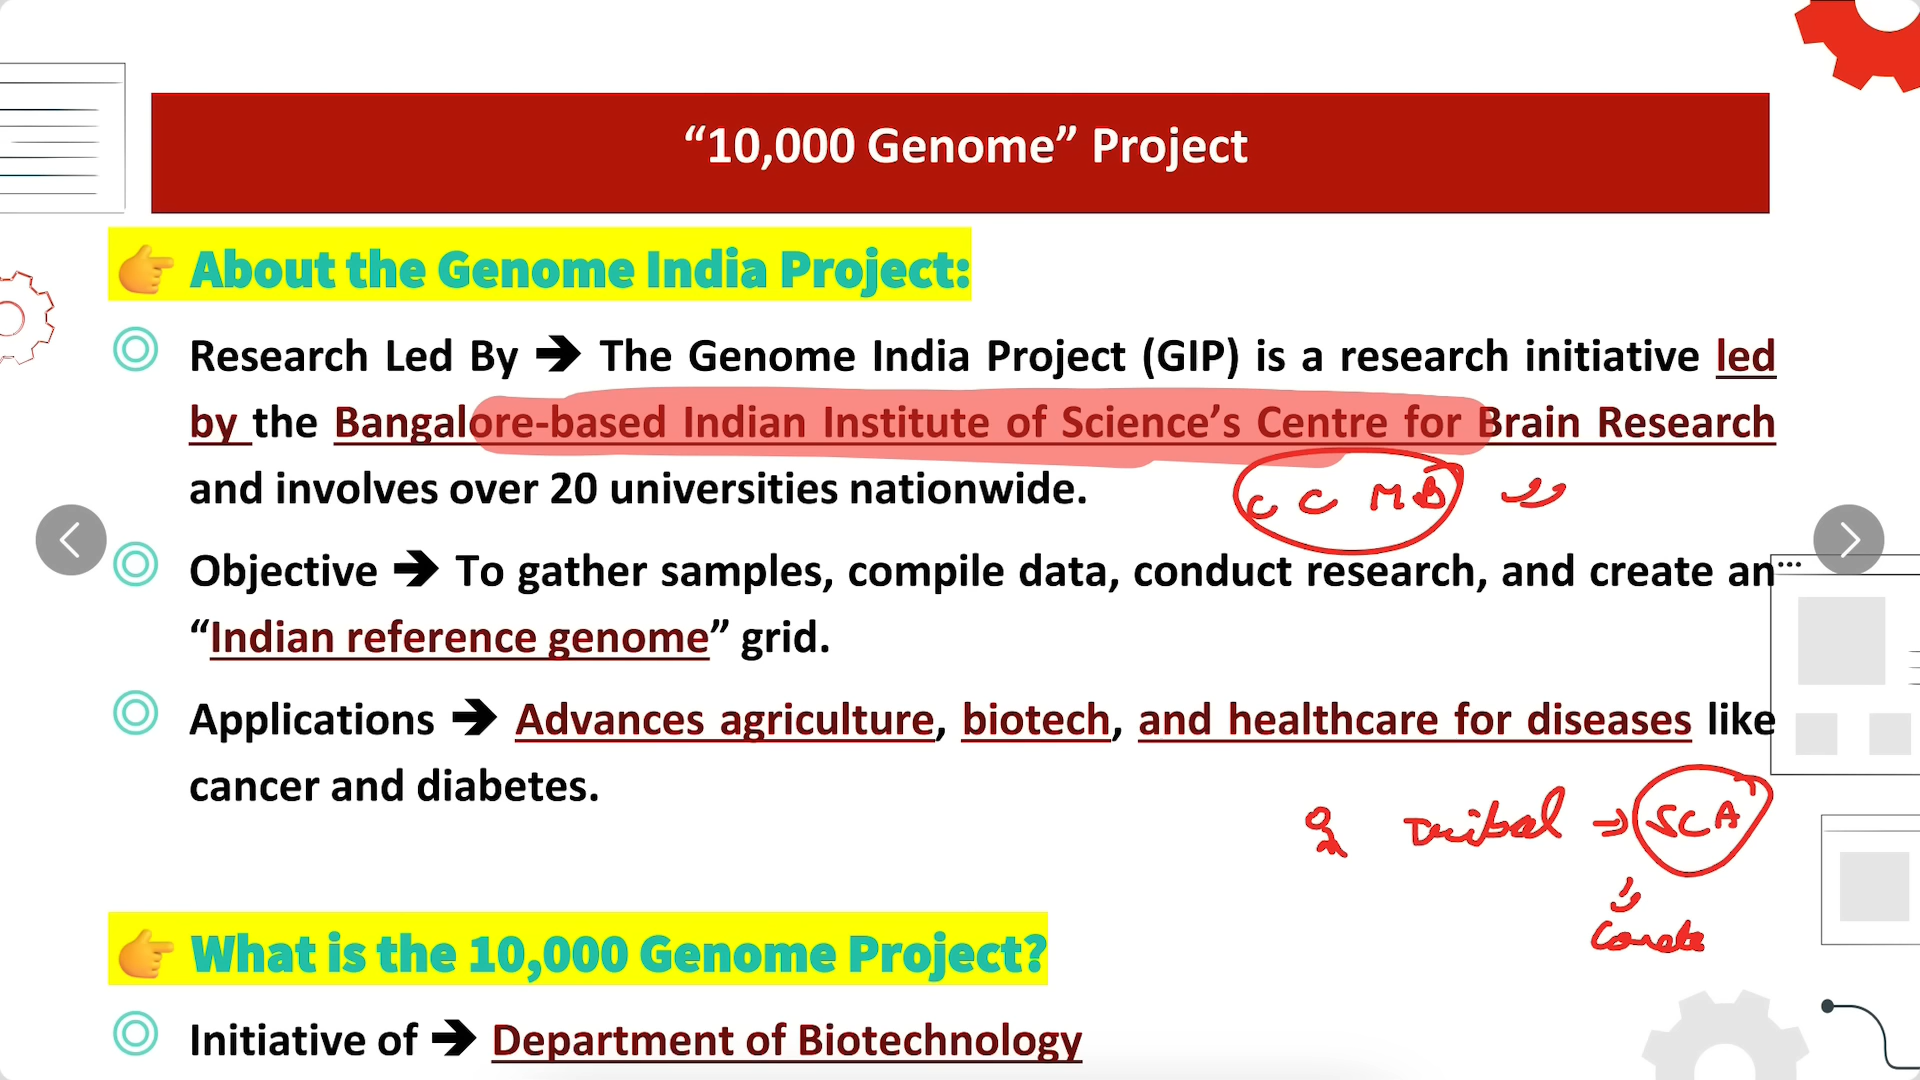 “10,000 Genome” Project
About the Genome India Project:
Research Led By ➔ The Genome India Project (GIP) is a research initiative led
by the Bangalore-based Indian Institute of Science’s Centre for Brain Research
and involves over 20 universities nationwide.
C C M B
Objective ➔ To gather samples, compile data, conduct research, and create an
“Indian reference genome” grid.
Applications ➔ Advances agriculture, biotech, and healthcare for diseases like
cancer and diabetes.
Tribal → SCA
What is the 10,000 Genome Project?
Initiative of ➔ Department of Biotechnology